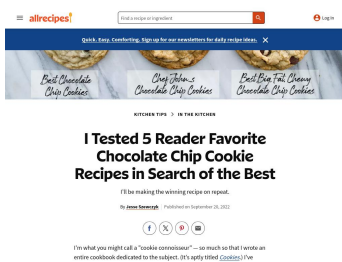 allrecipes
Find a recipe or ingredient
Log In
Quick. Easy. Comforting. Sign up for our newsletters for daily recipe ideas.
Best Chocolate Chip Cookies
Chef John's Chocolate Chip Cookies
Best Big, Fat, Chewy Chocolate Chip Cookies
KITCHEN TIPS > IN THE KITCHEN
I Tested 5 Reader Favorite
Chocolate Chip Cookie
Recipes in Search of the Best
I'll be making the winning recipe on repeat.
By Jesse Szewczyk Published on September 20, 2022
I'm what you might call a "cookie connoisseur" — so much so that I wrote an
entire cookbook dedicated to the subject. (It's aptly titled Cookies.) I've